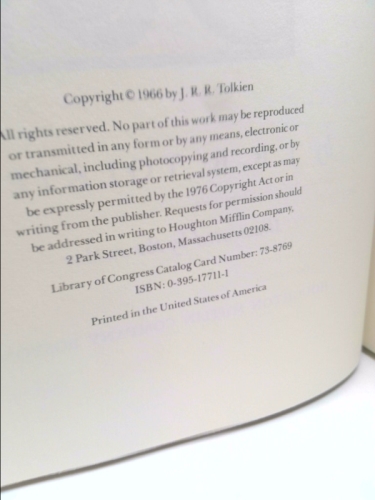 Copyright © 1966 by J. R. R. Tolkien
All rights reserved. No part of this work may be reproduced
or transmitted in any form or by any means, electronic or
mechanical, including photocopying and recording, or by
any information storage or retrieval system, except as may
be expressly permitted by the 1976 Copyright Act or in
writing from the publisher. Requests for permission should
be addressed in writing to Houghton Mifflin Company,
2 Park Street, Boston, Massachusetts 02108.
Library of Congress Catalog Card Number: 73-8769
ISBN: 0-395-17711-1
Printed in the United States of America